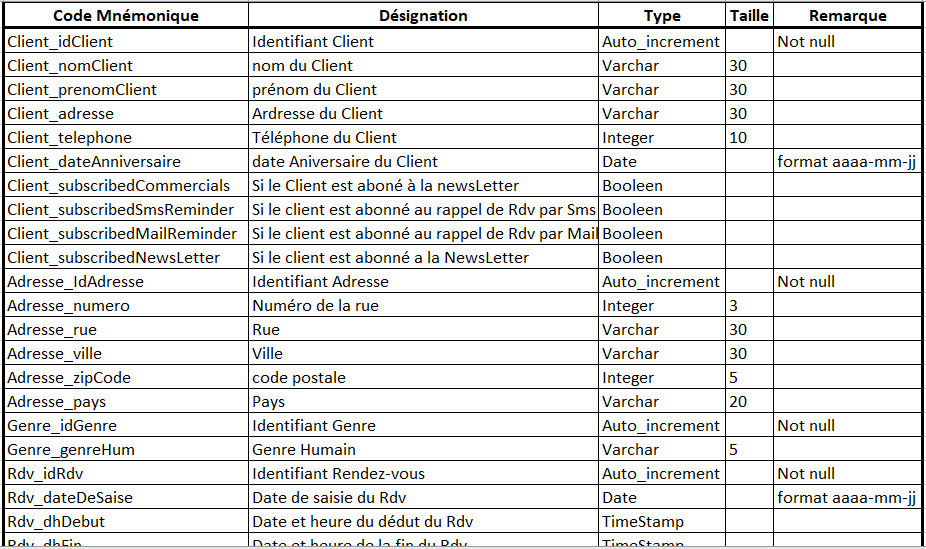 Code Mnémonique Désignation Type Taille Remarque
Client_idClient Identifiant Client Auto_increment Not null
Client_nomClient nom du Client Varchar 30
Client_prenomClient prénom du Client Varchar 30
Client_adresse Ardresse du Client Varchar 30
Client_telephone Téléphone du Client Integer 10
Client_dateAnniversaire date Aniversaire du Client Date format aaaa-mm-jj
Client_subscribedCommercials Si le Client est aboné à la newsLetter Booleen
Client_subscribedSmsReminder Si le client est abonné au rappel de Rdv par Sms Booleen
Client_subscribedMailReminder Si le client est abonné au rappel de Rdv par Mail Booleen
Client_subscribedNewsLetter Si le client est abonné a la NewsLetter Booleen
Adresse_IdAdresse Identifiant Adresse Auto_increment Not null
Adresse_numero Numéro de la rue Integer 3
Adresse_rue Rue Varchar 30
Adresse_ville Ville Varchar 30
Adresse_zipCode code postale Integer 5
Adresse_pays Pays Varchar 20
Genre_idGenre Identifiant Genre Auto_increment Not null
Genre_genreHum Genre Humain Varchar 5
Rdv_idRdv Identifiant Rendez-vous Auto_increment Not null
Rdv_dateDeSaise Date de saisie du Rdv Date format aaaa-mm-jj
Rdv_dhDebut Date et heure du dédut du Rdv TimeStamp
Rdv_dhFin Date et heure de la fin du Rdv TimeStamp